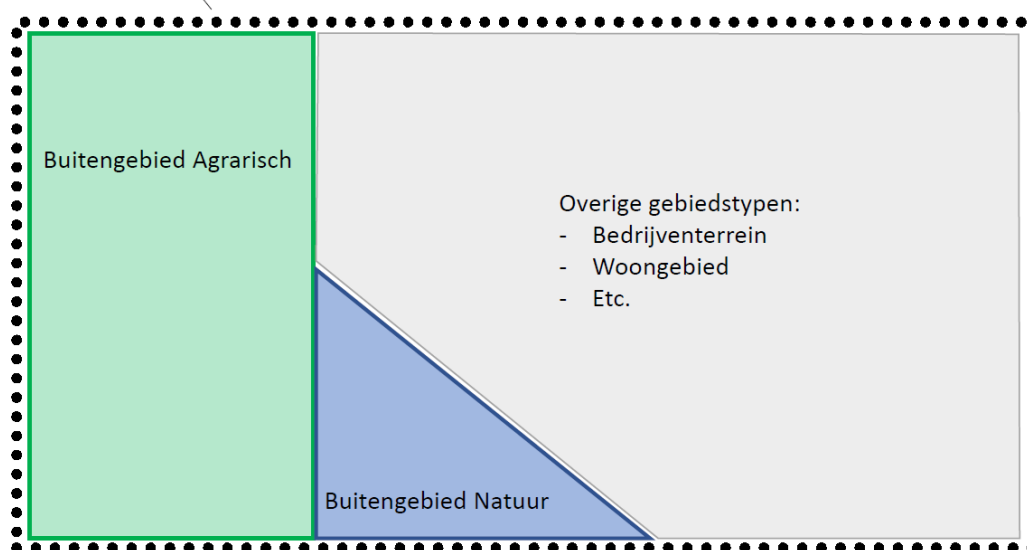 Buitengebied Agrarisch
Overige gebiedstypen:
- Bedrijventerrein
- Woongebied
- Etc.
Buitengebied Natuur